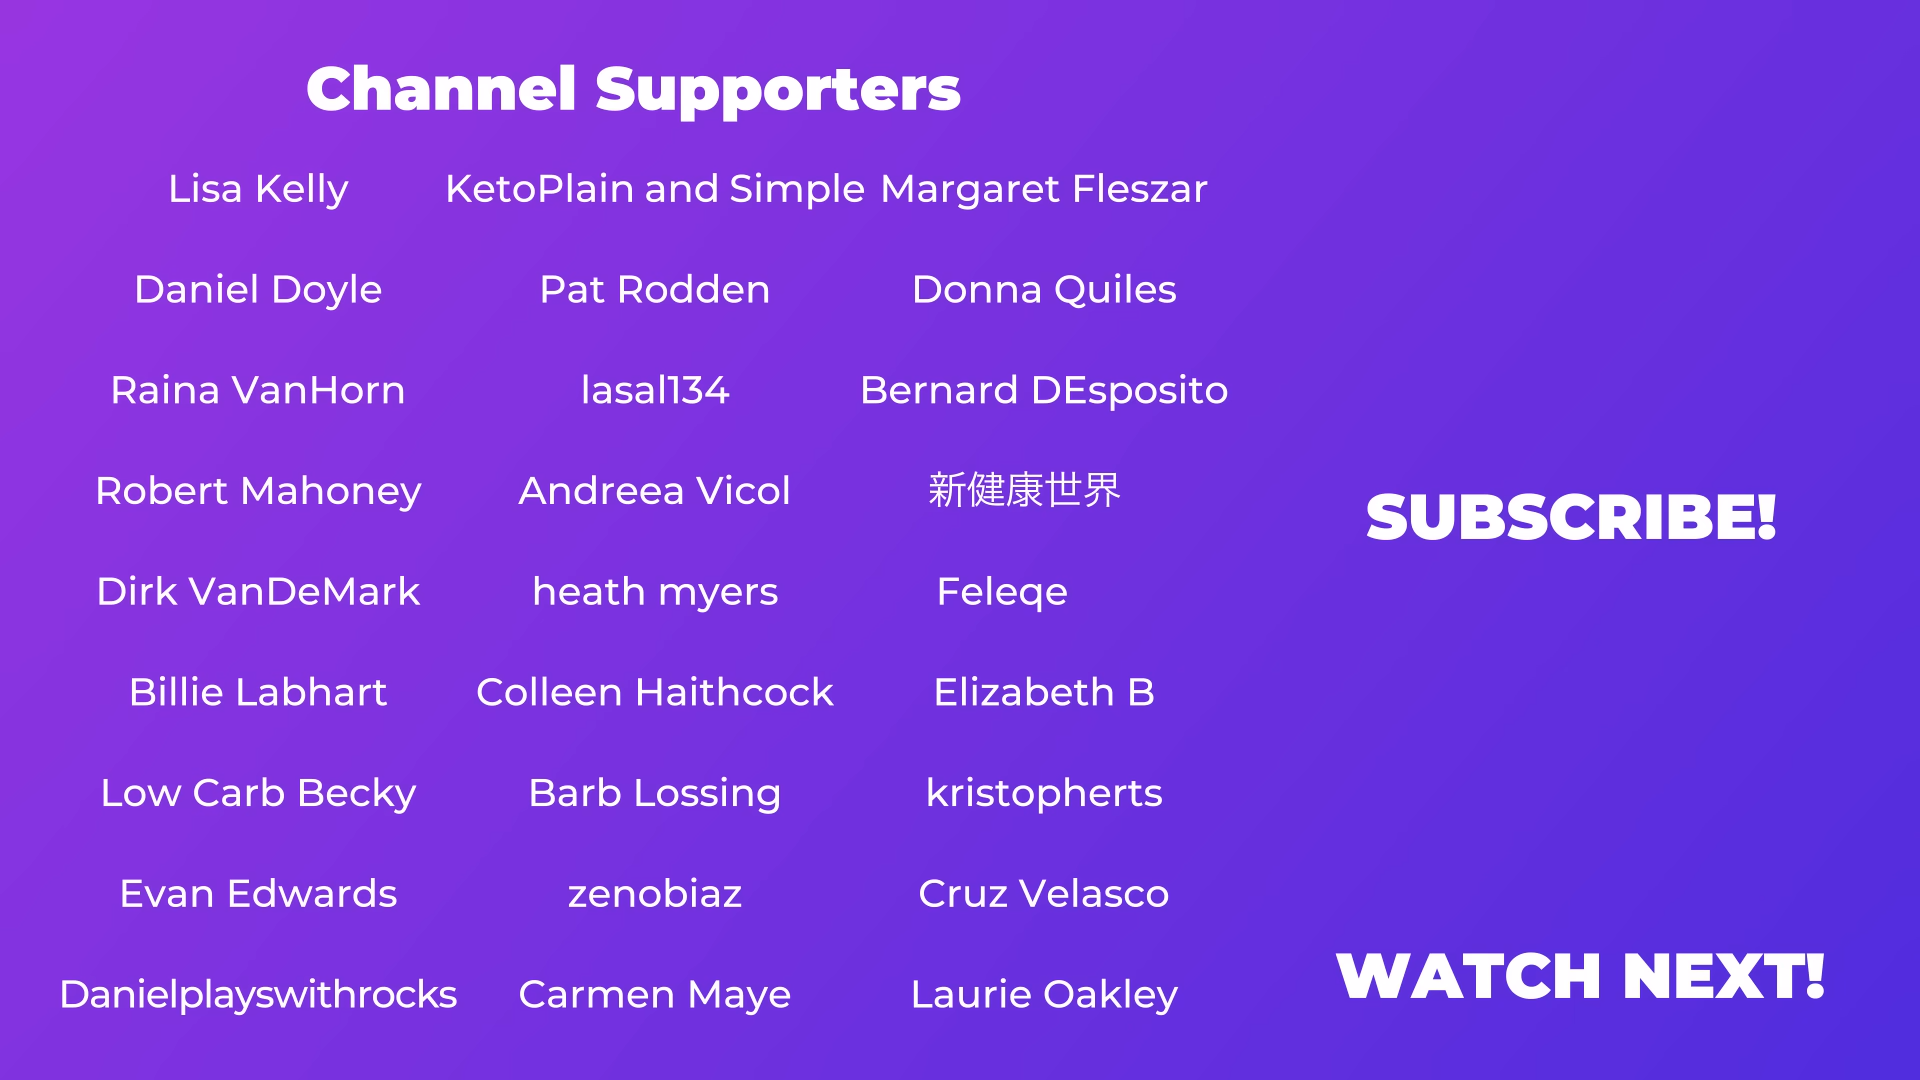 Channel Supporters
Lisa Kelly KetoPlain and Simple Margaret Fleszar
Daniel Doyle Pat Rodden Donna Quiles
Raina VanHorn lasal134 Bernard DEsposito
Robert Mahoney Andreea Vicol 新健康世界
SUBSCRIBE!
Dirk VanDeMark heath myers Feleqe
Billie Labhart Colleen Haithcock Elizabeth B
Low Carb Becky Barb Lossing kristopherts
Evan Edwards zenobiaz Cruz Velasco
Danielplayswithrocks Carmen Maye Laurie Oakley
WATCH NEXT!